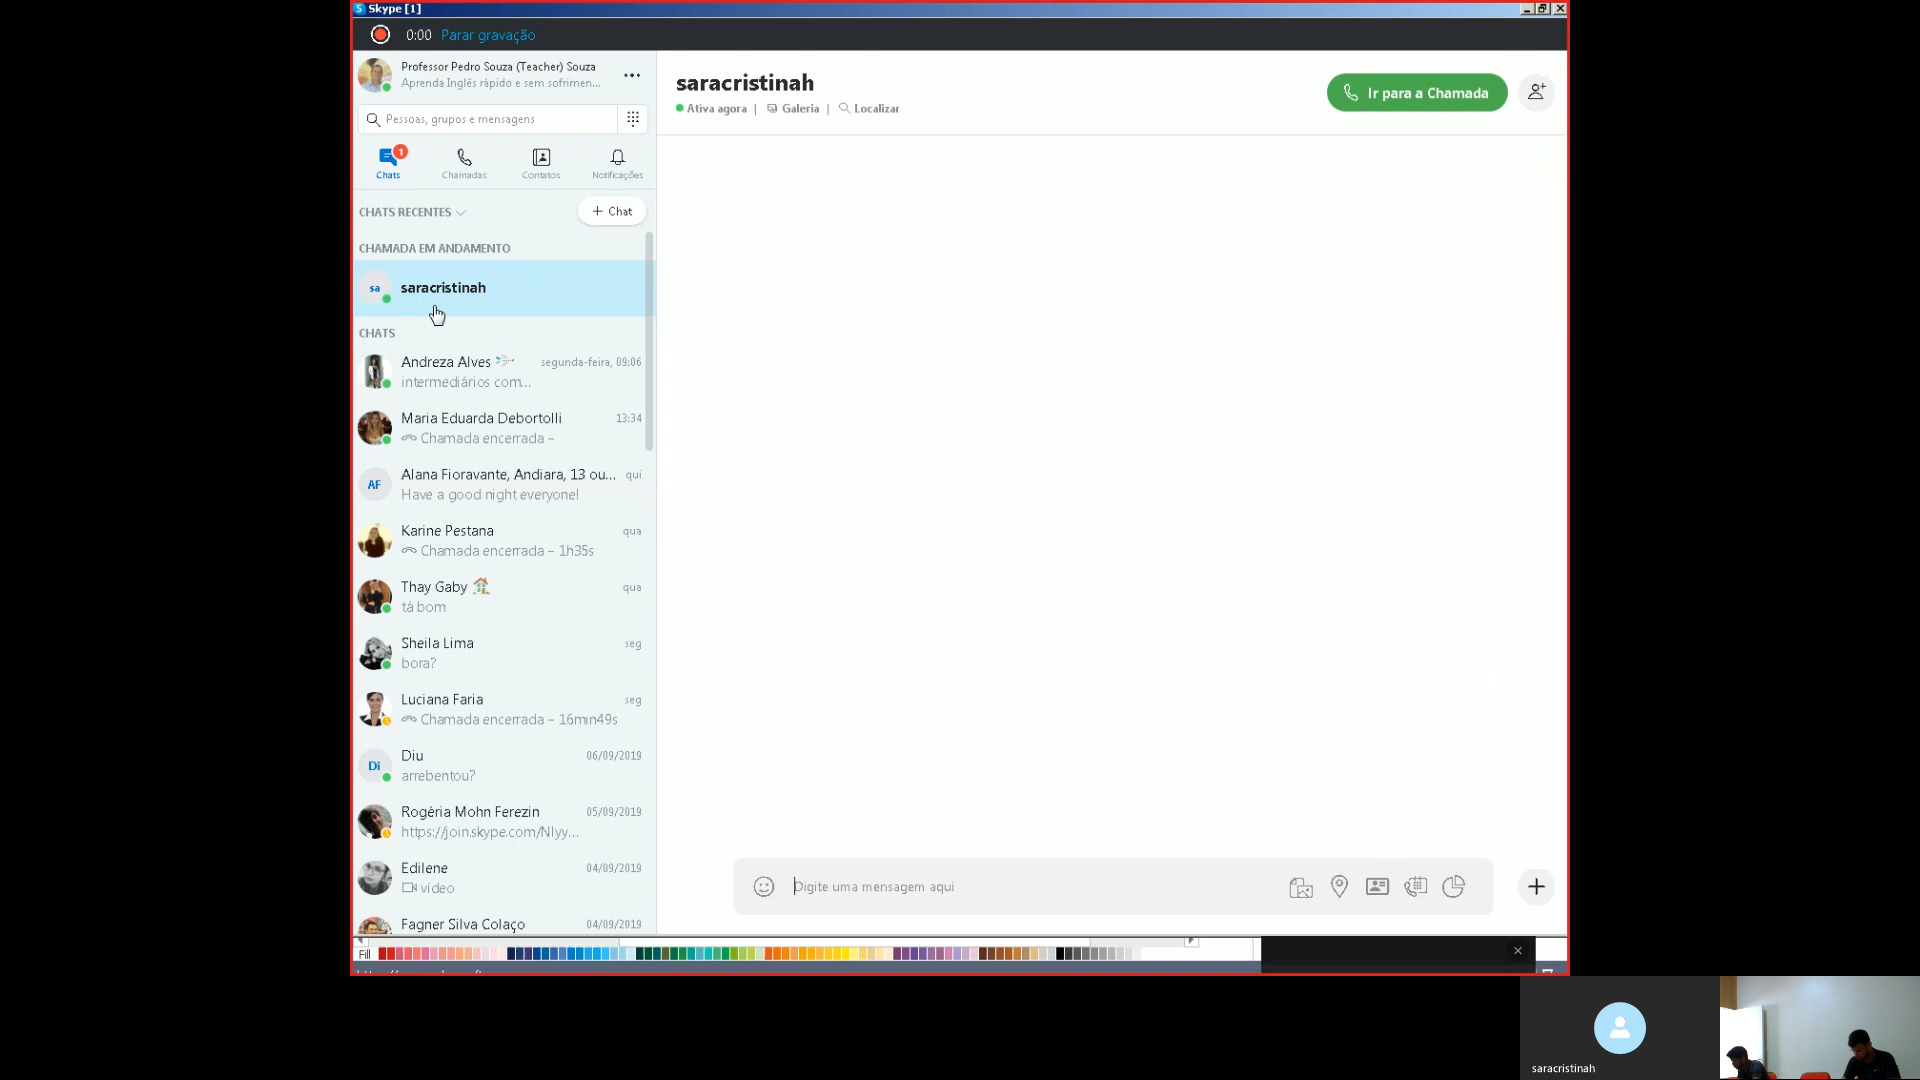 Skype [1]
0:00 Parar gravação
Professor Pedro Souza (Teacher) Souza
Aprenda Inglês rápido e sem sofrimen...
Pessoas, grupos e mensagens
1
Chats
Chamadas
Contatos
Notificações
CHATS RECENTES
+ Chat
CHAMADA EM ANDAMENTO
sa
saracristinah
CHATS
Andreza Alves
segunda-feira, 09:06
intermediários com...
Maria Eduarda Debortolli
13:34
Chamada encerrada –
AF
Alana Fioravante, Andiara, 13 ou...
qui
Have a good night everyone!
Karine Pestana
qua
Chamada encerrada – 1h35s
Thay Gaby
qua
tá bom
Sheila Lima
seg
bora?
Luciana Faria
seg
Chamada encerrada – 16min49s
Di
Diu
06/09/2019
arrebentou?
Rogéria Mohn Ferezin
05/09/2019
https://join.skype.com/NIyy...
Edilene
04/09/2019
vídeo
Fagner Silva Colaço
04/09/2019
saracristinah
Ativa agora | Galeria | Localizar
Ir para a Chamada
Digite uma mensagem aqui
Fill
saracristinah